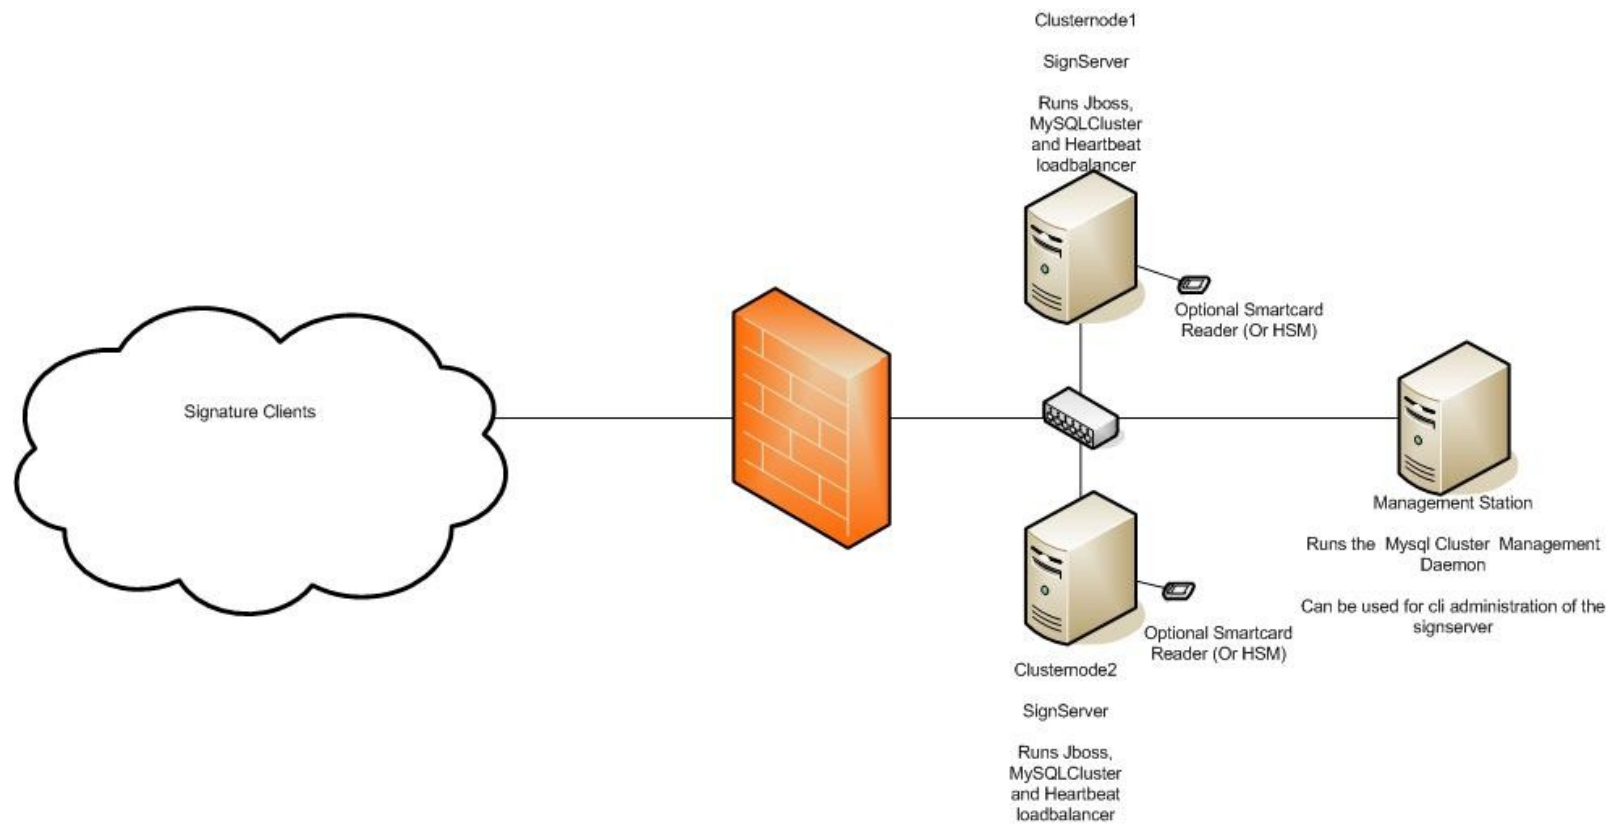 Clusternode1
SignServer
Runs Jboss,
MySQLCluster
and Heartbeat
loadbalancer
Optional Smartcard
Reader (Or HSM)
Signature Clients
Management Station
Runs the Mysql Cluster Management
Daemon
Can be used for cli administration of the
signserver
Optional Smartcard
Reader (Or HSM)
Clusternode2
SignServer
Runs Jboss,
MySQLCluster
and Heartbeat
loadbalancer